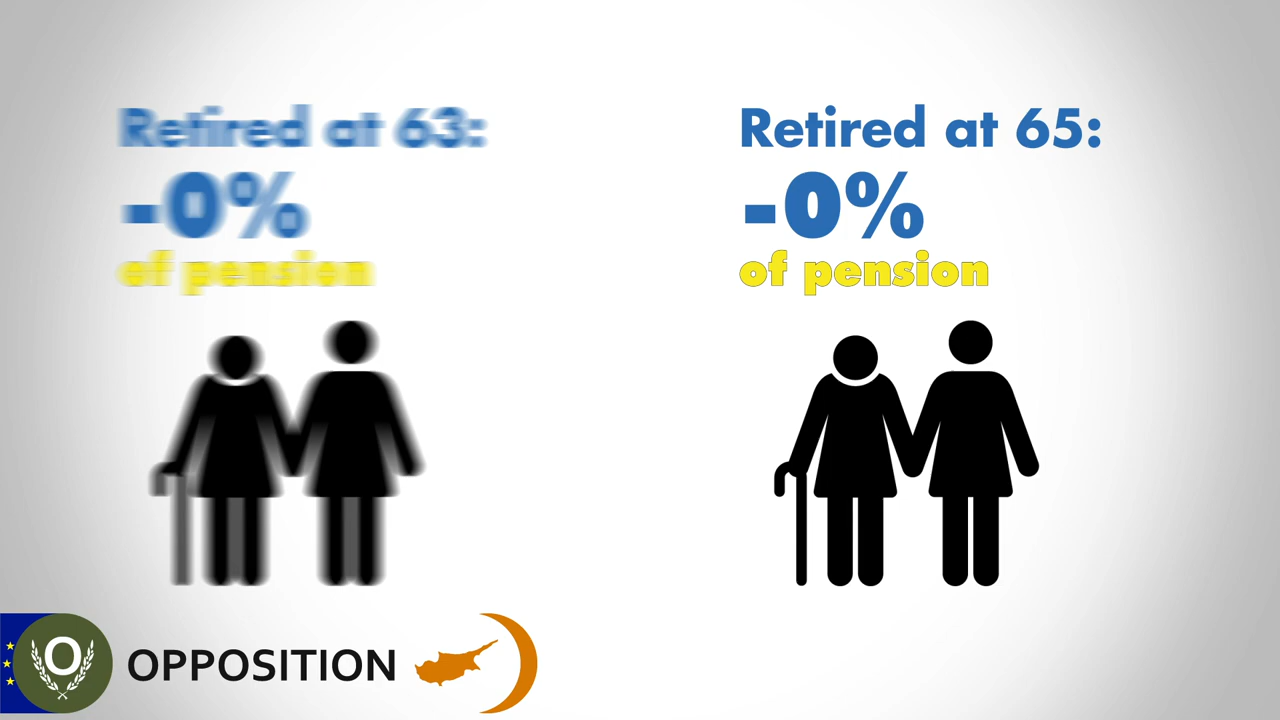 Retired at 63:
-0%
of pension
Retired at 65:
-0%
of pension
O
OPPOSITION